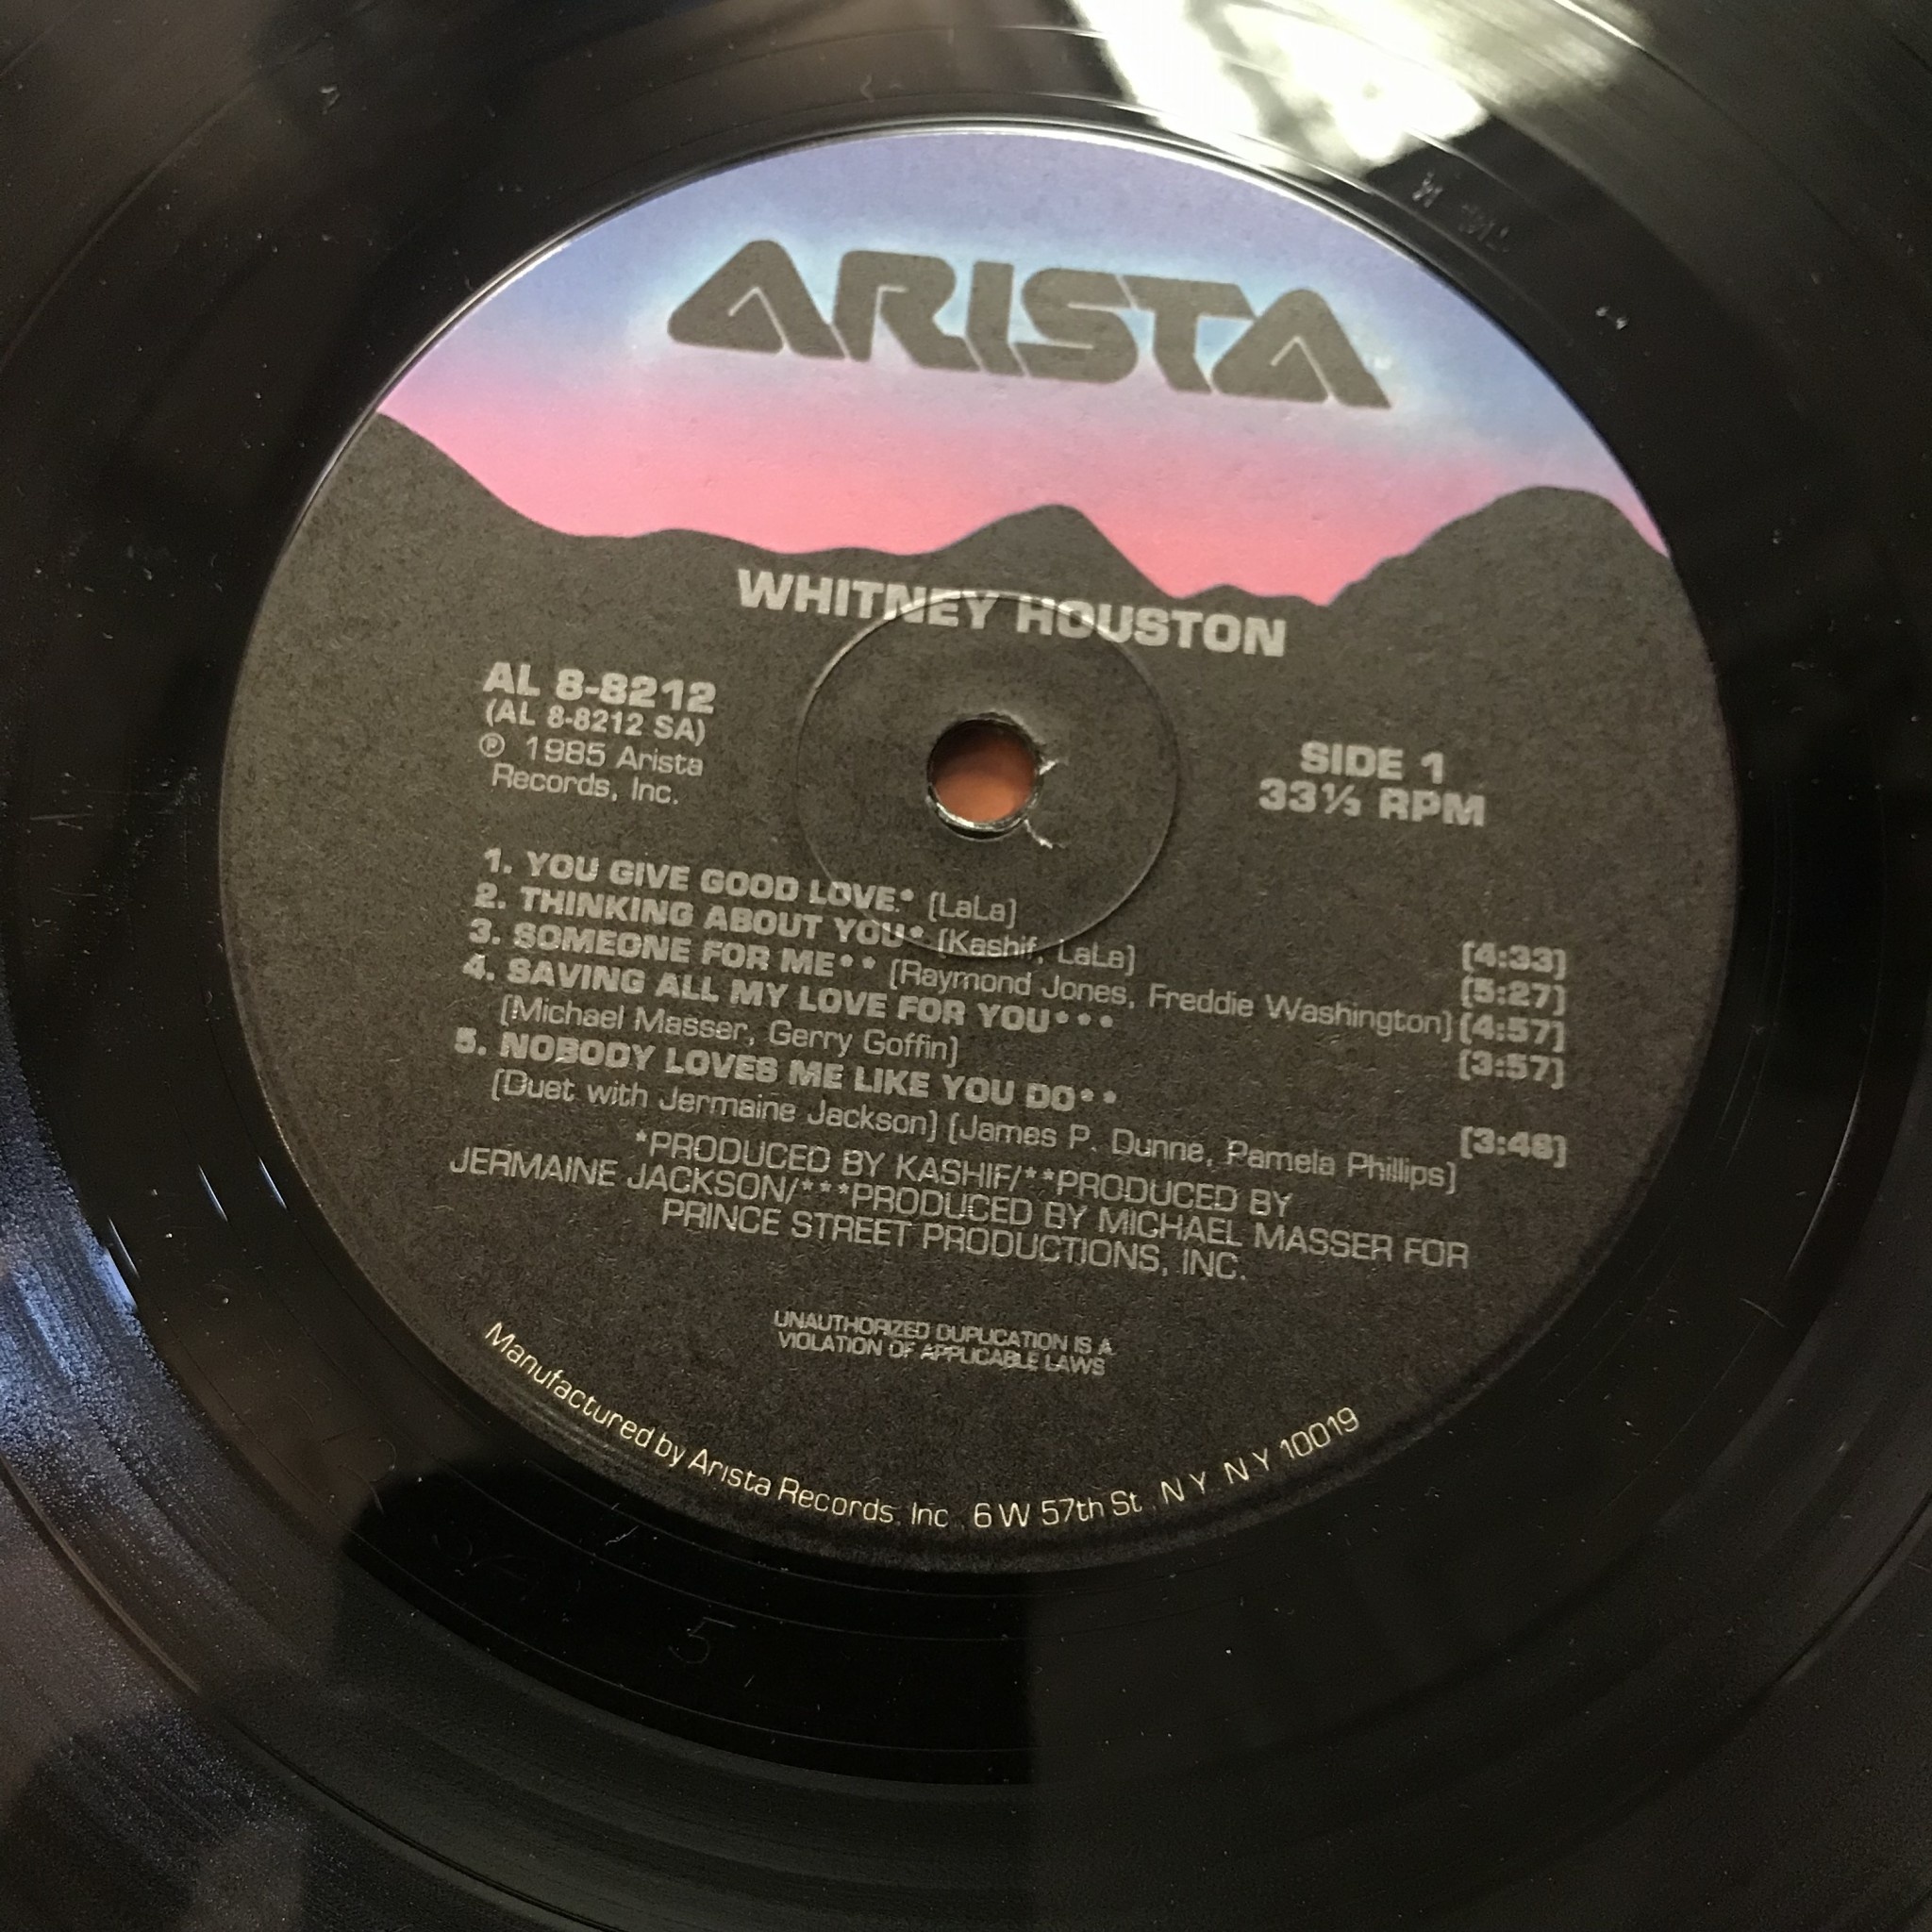 ARISTA
WHITNEY HOUSTON
AL 8-8212
(AL 8-8212 SA)
℗ 1985 Arista
Records, Inc.
SIDE 1
33⅓ RPM
1. YOU GIVE GOOD LOVE* [LaLa] [4:33]
2. THINKING ABOUT YOU* [Kashif, LaLa] [5:27]
3. SOMEONE FOR ME** [Raymond Jones, Freddie Washington] [4:57]
4. SAVING ALL MY LOVE FOR YOU*** [3:57]
[Michael Masser, Gerry Goffin]
5. NOBODY LOVES ME LIKE YOU DO**
[Duet with Jermaine Jackson] [James P. Dunne, Pamela Phillips] [3:46]
*PRODUCED BY KASHIF/**PRODUCED BY
JERMAINE JACKSON/***PRODUCED BY MICHAEL MASSER FOR
PRINCE STREET PRODUCTIONS, INC.
UNAUTHORIZED DUPLICATION IS A
VIOLATION OF APPLICABLE LAWS
Manufactured by Arista Records, Inc., 6 W 57th St., N Y N Y 10019
5